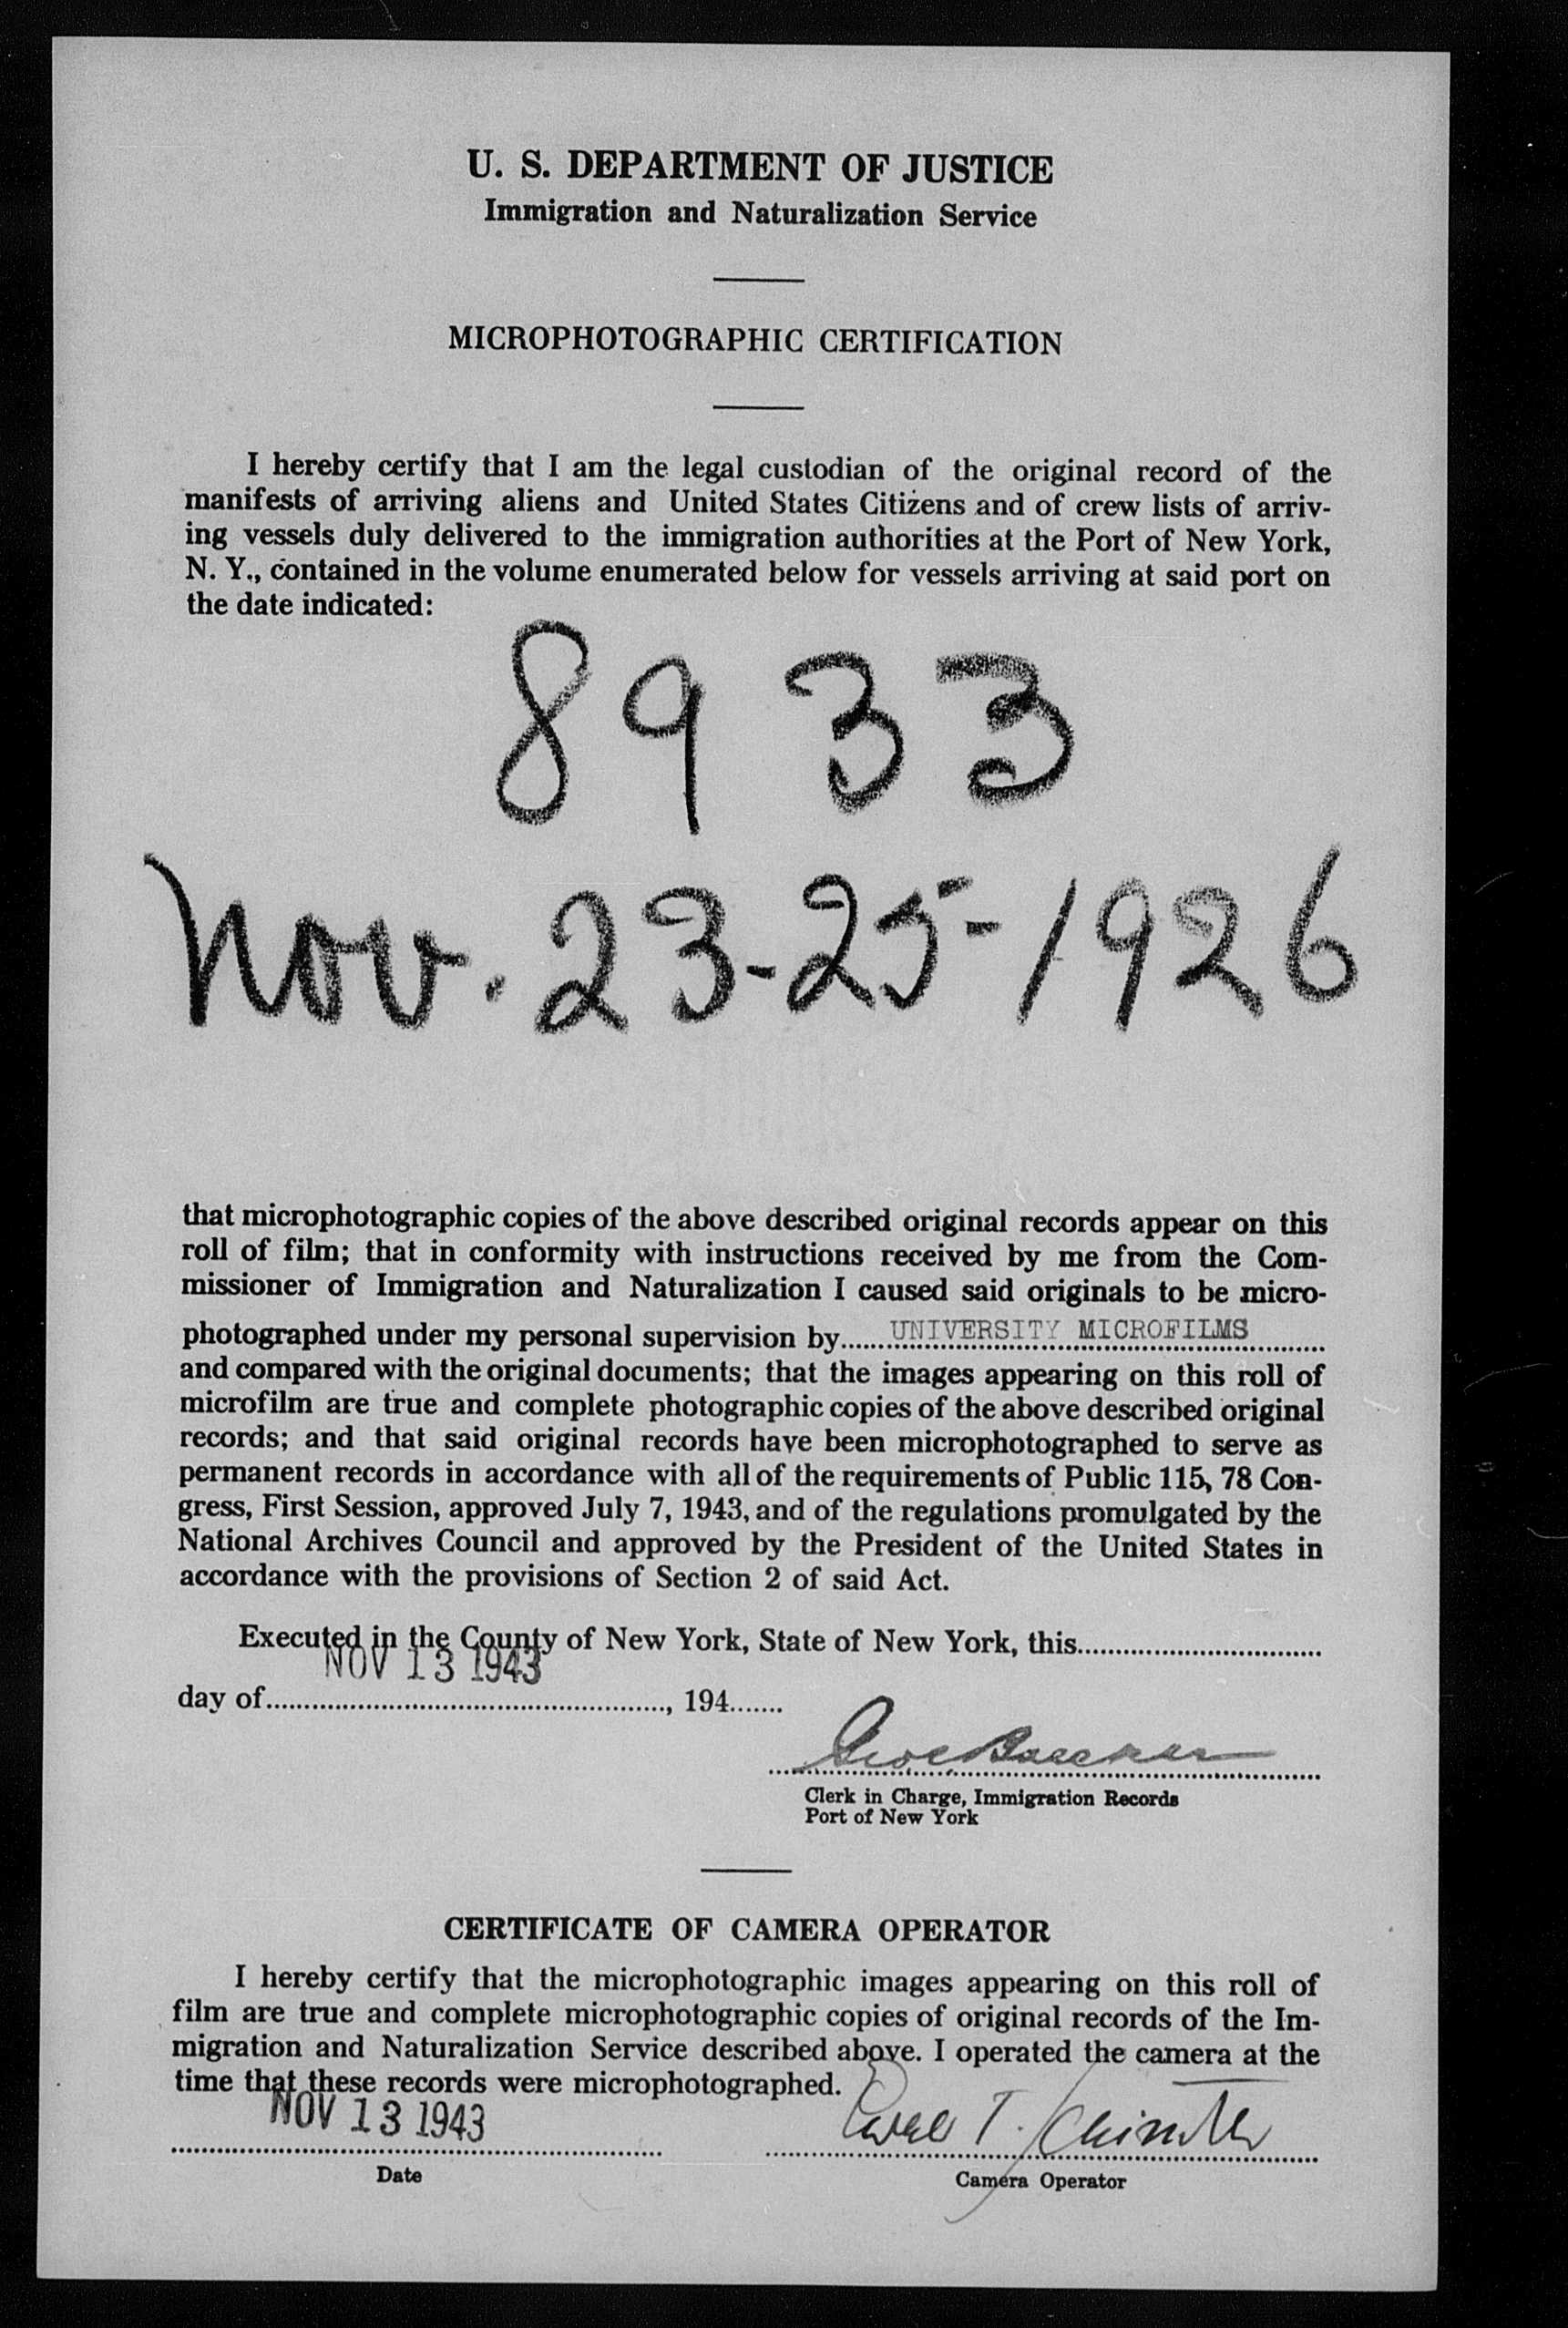 U. S. DEPARTMENT OF JUSTICE
Immigration and Naturalization Service
MICROPHOTOGRAPHIC CERTIFICATION
I hereby certify that I am the legal custodian of the original record of the
manifests of arriving aliens and United States Citizens and of crew lists of arriv-
ing vessels duly delivered to the immigration authorities at the Port of New York,
N. Y., contained in the volume enumerated below for vessels arriving at said port on
the date indicated:
8933
Nov. 23-25-1926
that microphotographic copies of the above described original records appear on this
roll of film; that in conformity with instructions received by me from the Com-
missioner of Immigration and Naturalization I caused said originals to be micro-
photographed under my personal supervision by UNIVERSITY MICROFILMS
and compared with the original documents; that the images appearing on this roll of
microfilm are true and complete photographic copies of the above described original
records; and that said original records have been microphotographed to serve as
permanent records in accordance with all of the requirements of Public 115, 78 Con-
gress, First Session, approved July 7, 1943, and of the regulations promulgated by the
National Archives Council and approved by the President of the United States in
accordance with the provisions of Section 2 of said Act.
Executed in the County of New York, State of New York, this
NOV 13 1943
day of, 194
Clerk in Charge, Immigration Records
Port of New York
CERTIFICATE OF CAMERA OPERATOR
I hereby certify that the microphotographic images appearing on this roll of
film are true and complete microphotographic copies of original records of the Im-
migration and Naturalization Service described above. I operated the camera at the
time that these records were microphotographed.
NOV 13 1943
T.
Date
Camera Operator